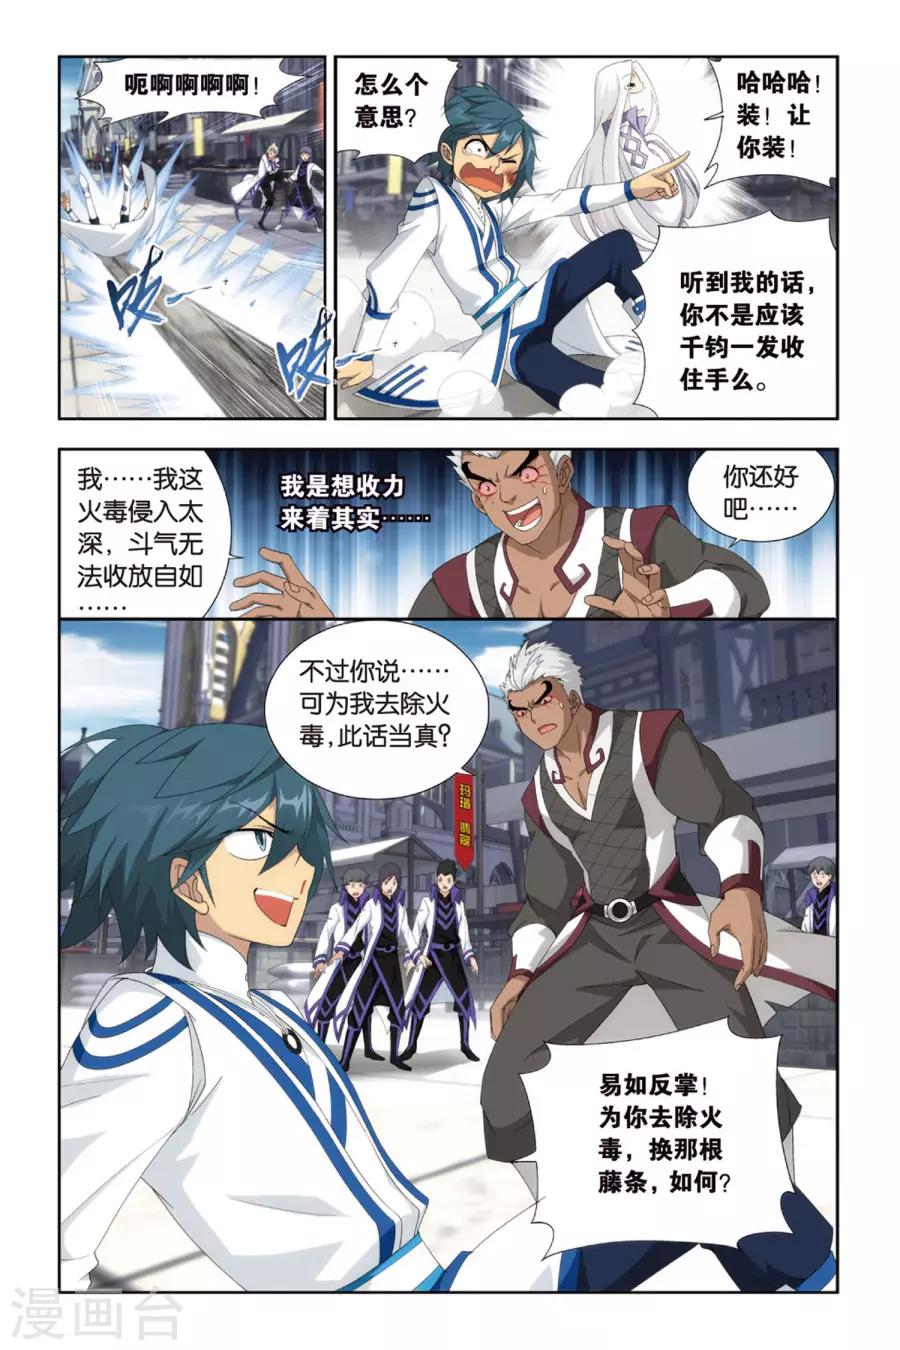 呃啊啊啊啊！
咳
咳
怎么个
意思？
哈哈哈！
装！让
你装！
听到我的话，
你不是应该
千钧一发收
住手么。
我……我这
火毒侵入太
深，斗气无
法收放自如
……
我是想收力
来着其实……
你还好
吧……
不过你说……
可为我去除火
毒，此话当真？
玛瑙 翡翠
易如反掌！
为你去除火
毒，换那根
藤条，如何？
漫画台